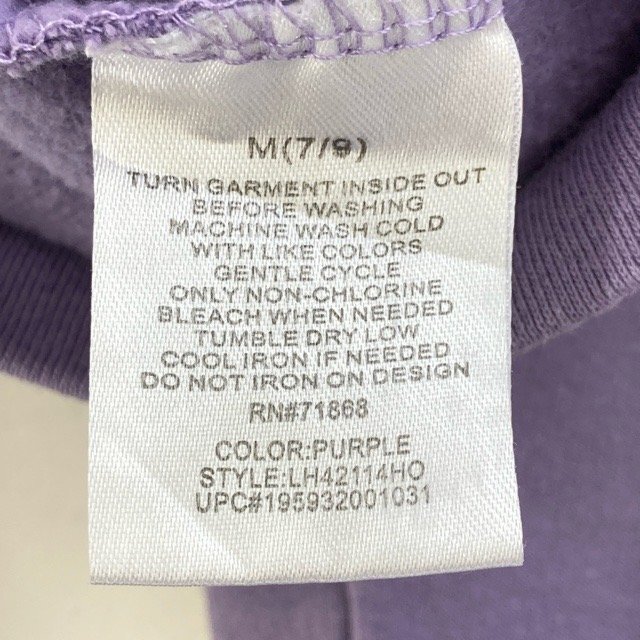 M(7/9)
TURN GARMENT INSIDE OUT
BEFORE WASHING
MACHINE WASH COLD
WITH LIKE COLORS
GENTLE CYCLE
ONLY NON-CHLORINE
BLEACH WHEN NEEDED
TUMBLE DRY LOW
COOL IRON IF NEEDED
DO NOT IRON ON DESIGN
RN#71868
COLOR:PURPLE
STYLE:LH42114HO
UPC#195932001031